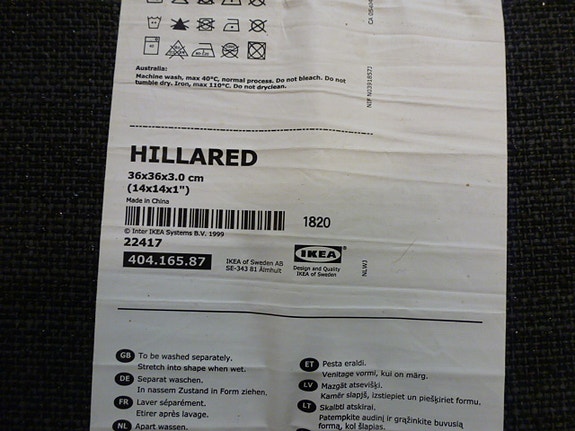 40
Australia:
Machine wash, max 40°C, normal process. Do not bleach. Do not
tumble dry. Iron, max 110°C. Do not dryclean.
HILLARED
36x36x3.0 cm
(14x14x1")
Made in China
1820
© Inter IKEA Systems B.V. 1999
22417
404.165.87
IKEA of Sweden AB
SE-343 81 Älmhult
IKEA
Design and Quality
IKEA of Sweden
NLW3
GB To be washed separately.
Stretch into shape when wet.
DE Separat waschen.
In nassem Zustand in Form ziehen.
FR Laver séparément.
Etirer après lavage.
NL Apart wassen.
ET Pesta eraldi.
Venitage vormi, kui on märg.
LV Mazgāt atsevišķi.
Kamēr slapjš, izstiepiet un piešķiriet formu.
LT Skalbti atskirai.
Patempkite audinį ir grąžinkite buvusią
formą, kol šlapias.